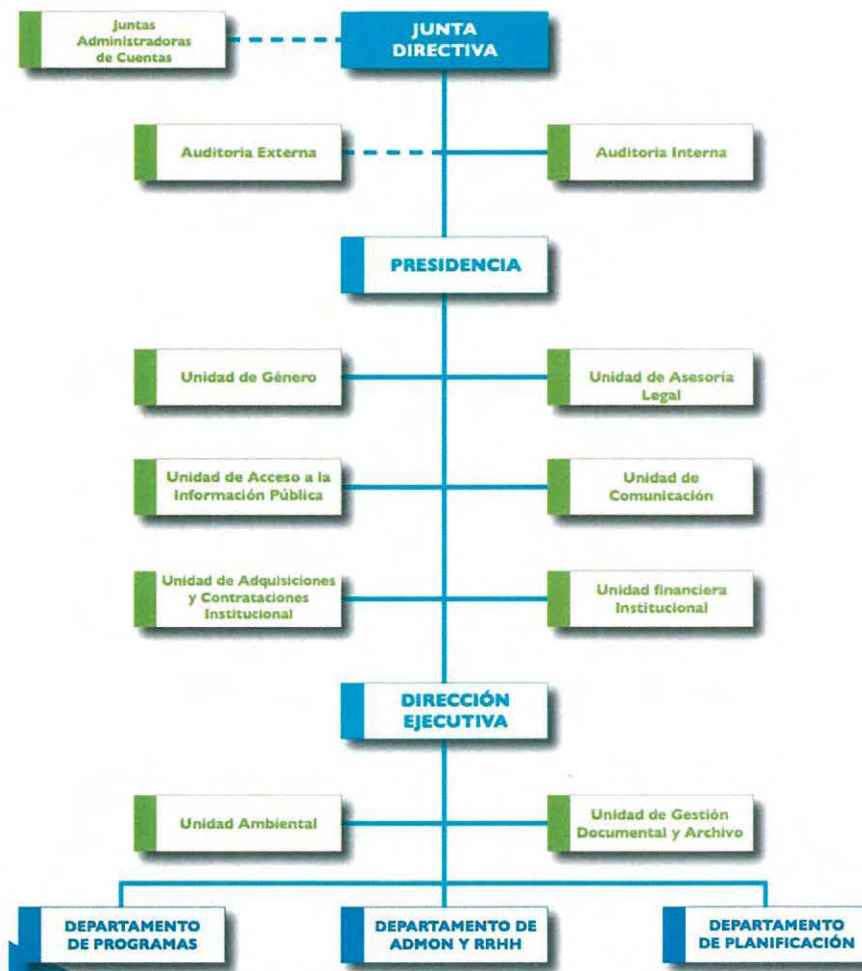 Juntas
Administradoras
de Cuentas
JUNTA
DIRECTIVA
Auditoria Externa
Auditoria Interna
PRESIDENCIA
Unidad de Género
Unidad de Asesoría
Legal
Unidad de Acceso a la
Información Pública
Unidad de
Comunicación
Unidad de Adquisiciones
y Contrataciones
Institucional
Unidad financiera
Institucional
DIRECCIÓN
EJECUTIVA
Unidad Ambiental
Unidad de Gestión
Documental y Archivo
DEPARTAMENTO
DE PROGRAMAS
DEPARTAMENTO DE
ADMON Y RRHH
DEPARTAMENTO
DE PLANIFICACIÓN